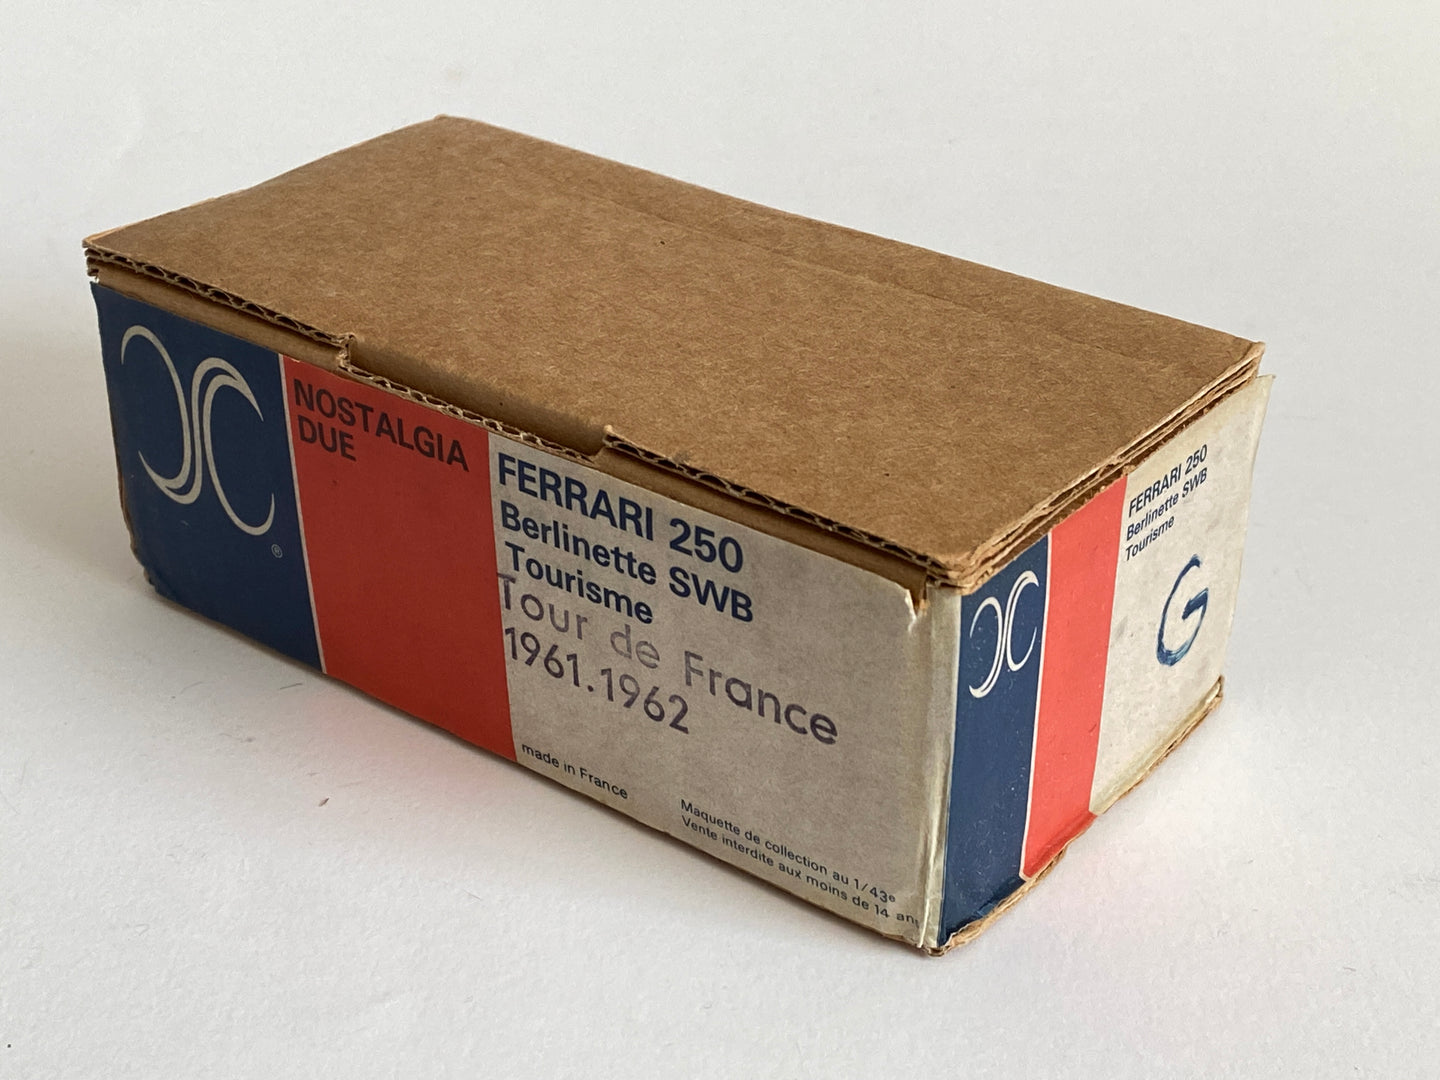 NOSTALGIA
DUE
FERRARI 250
Berlinette SWB
Tourisme
Tour de France
1961.1962
made in France
Maquette de collection au 1/43e
Vente interdite aux moins de 14 ans
®
FERRARI 250
Berlinette SWB
Tourisme
G